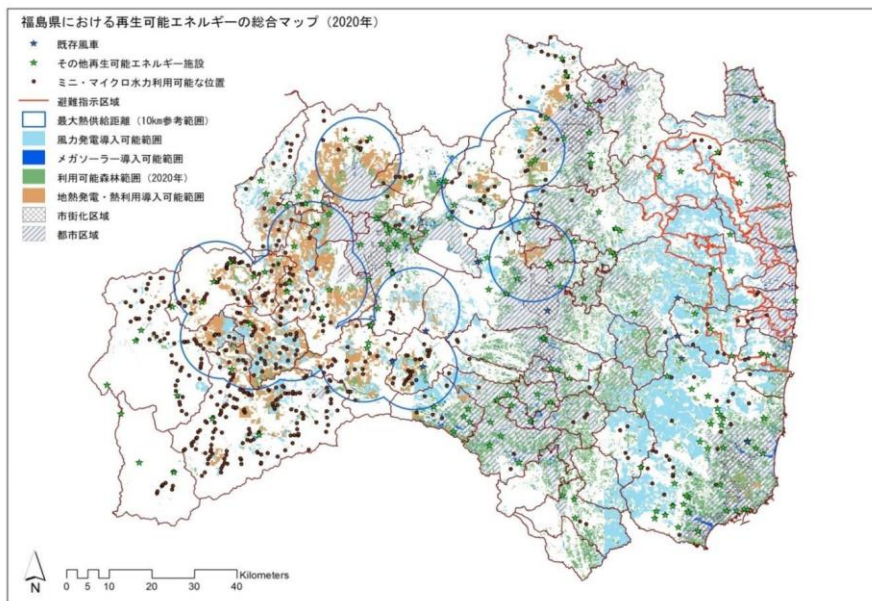 福島県における再生可能エネルギーの総合マップ（2020年）
既存風車
その他再生可能エネルギー施設
ミニ・マイクロ水力利用可能な位置
避難指示区域
最大熱供給距離（10km参考範囲）
風力発電導入可能範囲
メガソーラー導入可能範囲
利用可能森林範囲（2020年）
地熱発電・熱利用導入可能範囲
市街化区域
都市区域
N
Kilometers
0 5 10 20 30 40